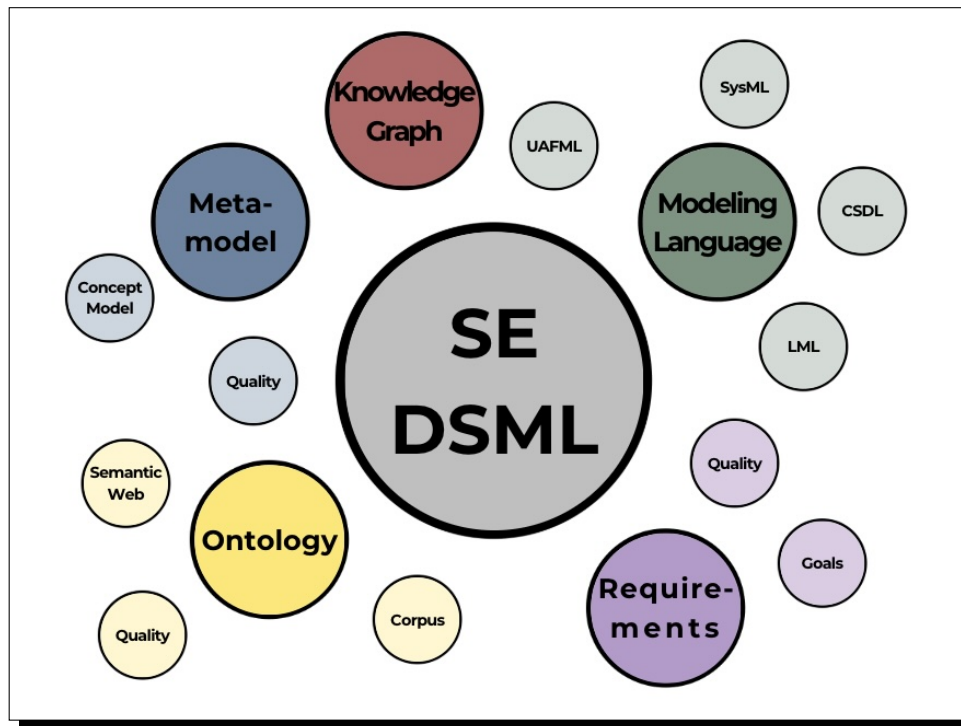 Knowledge
Graph
UAFML
SysML
Meta-
model
Modeling
Language
CSDL
Concept
Model
Quality
SE
DSML
LML
Semantic
Web
Ontology
Quality
Goals
Quality
Corpus
Require-
ments